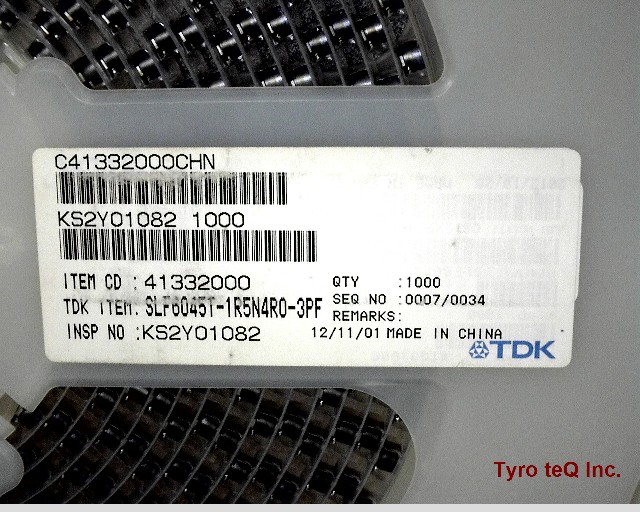 C41332000CHN
KS2Y01082 1000
ITEM CD : 41332000
QTY :1000
TDK ITEM: SLF6045T-1R5N4R0-3PF
SEQ NO :0007/0034
REMARKS:
INSP NO :KS2Y01082
12/11/01 MADE IN CHINA
TDK
Tyro teQ Inc.